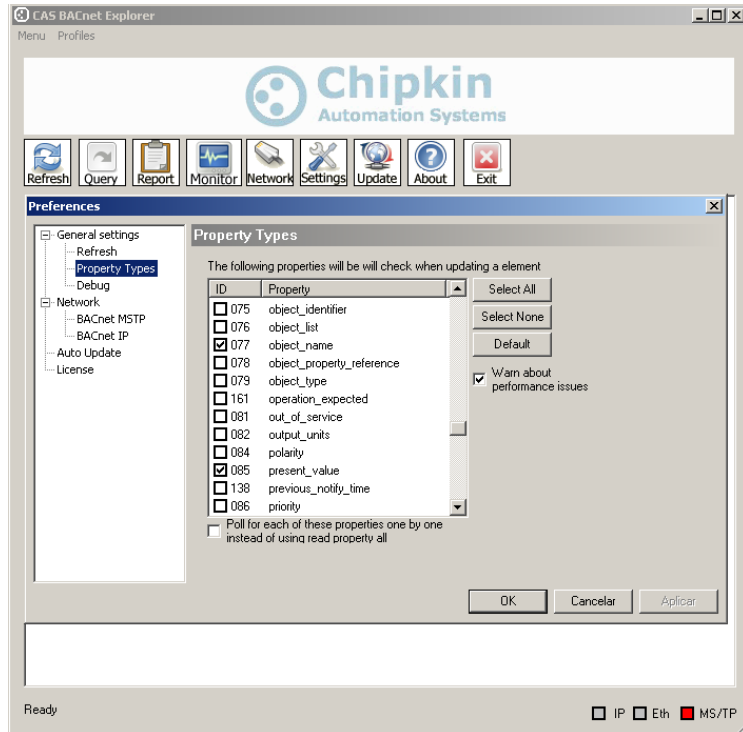 CAS BACnet Explorer
Menu Profiles
Chipkin
Automation Systems
Refresh Query Report Monitor Network Settings Update About Exit
Preferences
General settings
Refresh
Property Types
Debug
Network
BACnet MSTP
BACnet IP
Auto Update
License
Property Types
The following properties will be will check when updating a element
ID Property
075 object_identifier
076 object_list
077 object_name
078 object_property_reference
079 object_type
161 operation_expected
081 out_of_service
082 output_units
084 polarity
085 present_value
138 previous_notify_time
086 priority
Select All
Select None
Default
Warn about
performance issues
Poll for each of these properties one by one
instead of using read property all
OK Cancelar Aplicar
Ready
IP Eth MS/TP